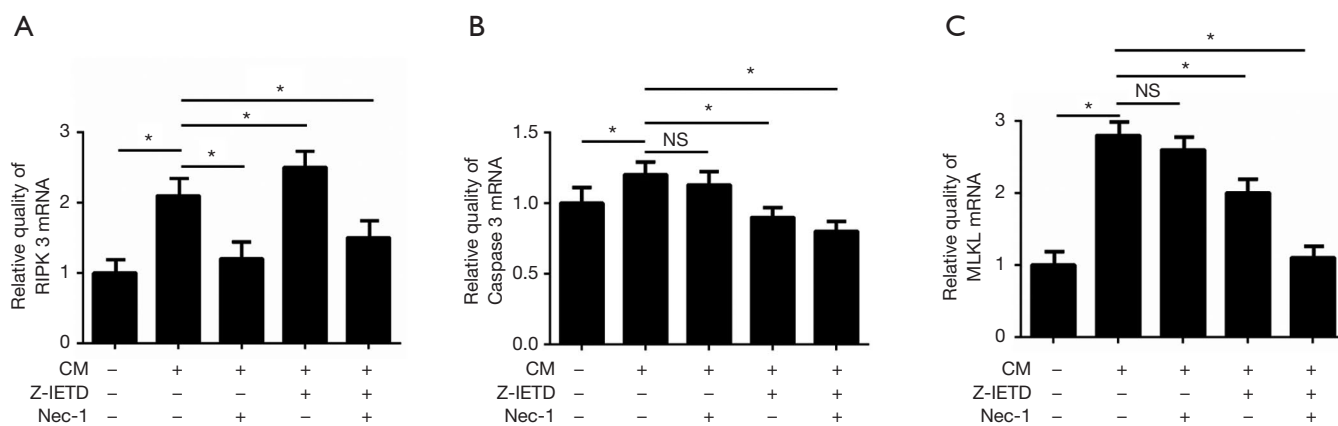 A
Relative quality of
RIPK 3 mRNA
3
2
1
0
*
*
*
*
CM – + + + +
Z-IETD – – – + +
Nec-1 – – + – +
B
Relative quality of
Caspase 3 mRNA
1.5
1.0
0.5
0.0
*
*
*
NS
CM – + + + +
Z-IETD – – – + +
Nec-1 – – + – +
C
Relative quality of
MLKL mRNA
3
2
1
0
*
*
NS
*
CM – + + + +
Z-IETD – – – + +
Nec-1 – – + – +